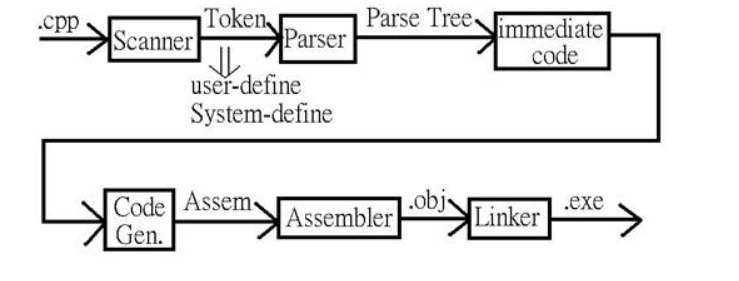 .cpp
Scanner
Token
user-define
System-define
Parser
Parse Tree
immediate
code
Code
Gen.
Assem
Assembler
.obj
Linker
.exe